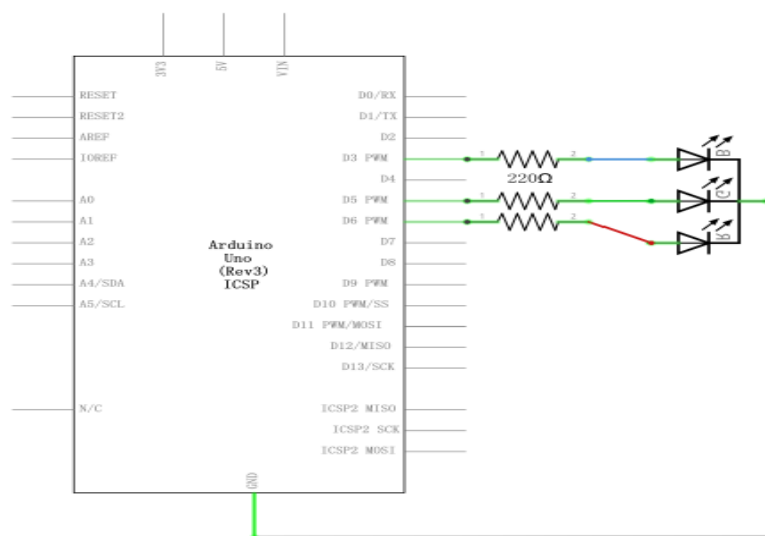 3V3
5V
VIN
RESET
RESET2
AREF
IOREF
A0
A1
A2
A3
A4/SDA
A5/SCL
N/C
Arduino
Uno
(Rev3)
ICSP
D0/RX
D1/TX
D2
D3 PWM
D4
D5 PWM
D6 PWM
D7
D8
D9 PWM
D10 PWM/SS
D11 PWM/MOSI
D12/MISO
D13/SCK
ICSP2 MISO
ICSP2 SCK
ICSP2 MOSI
GND
1 2
220Ω
1 2
1 2
B
G
R